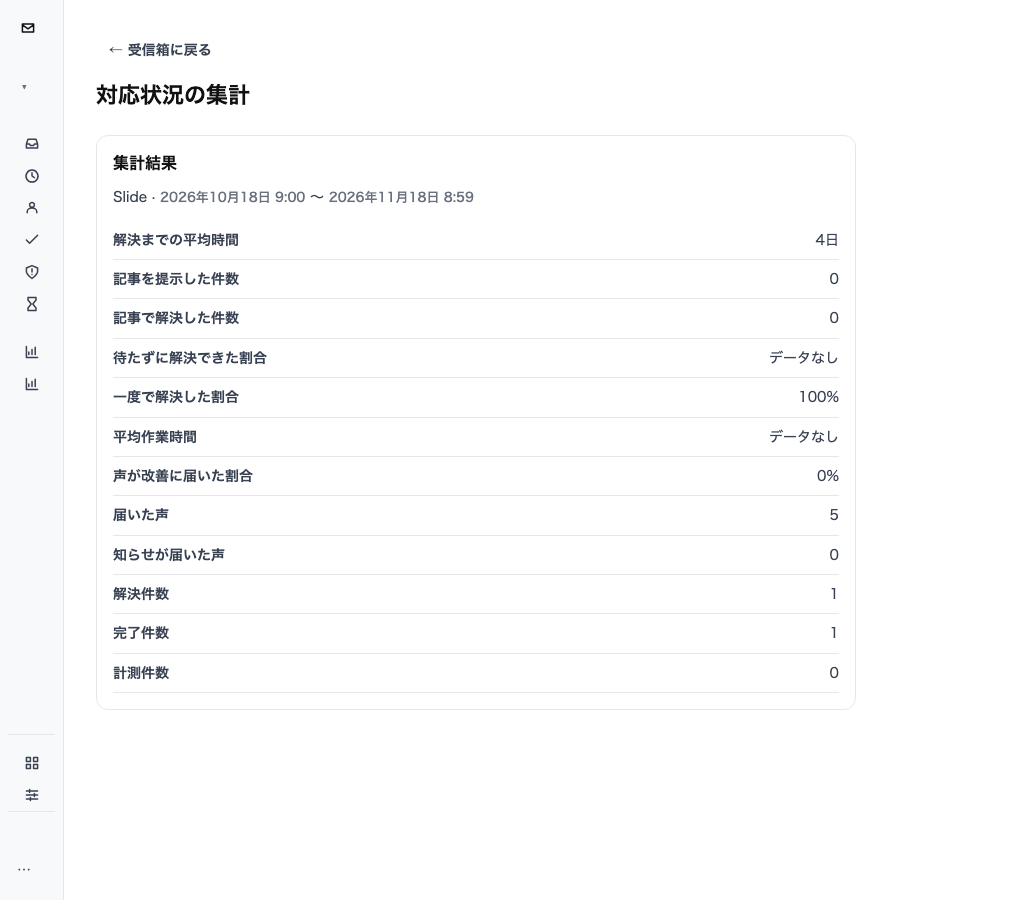 ← 受信箱に戻る
対応状況の集計
集計結果
Slide · 2026年10月18日 9:00 〜 2026年11月18日 8:59
解決までの平均時間 4日
記事を提示した件数 0
記事で解決した件数 0
待たずに解決できた割合 データなし
一度で解決した割合 100%
平均作業時間 データなし
声が改善に届いた割合 0%
届いた声 5
知らせが届いた声 0
解決件数 1
完了件数 1
計測件数 0